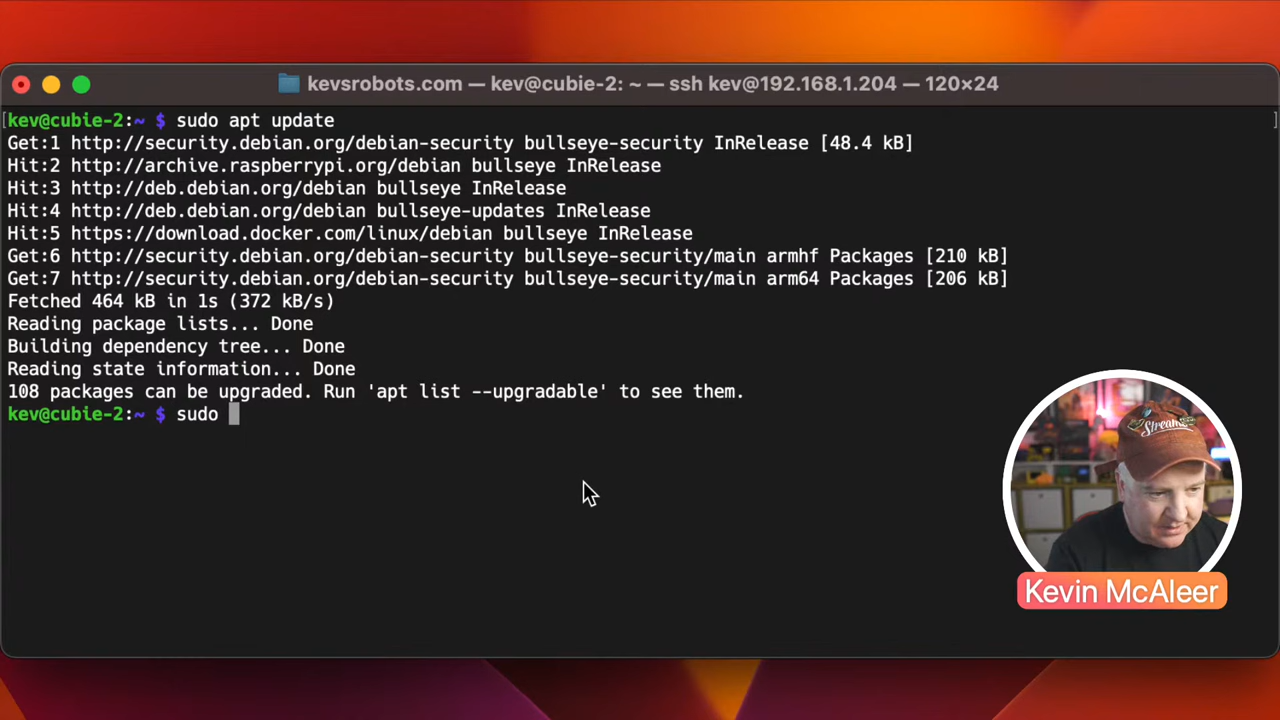 kevsrobots.com — kev@cubie-2: ~ — ssh kev@192.168.1.204 — 120×24
[kev@cubie-2:~ $ sudo apt update ]
Get:1 http://security.debian.org/debian-security bullseye-security InRelease [48.4 kB]
Hit:2 http://archive.raspberrypi.org/debian bullseye InRelease
Hit:3 http://deb.debian.org/debian bullseye InRelease
Hit:4 http://deb.debian.org/debian bullseye-updates InRelease
Hit:5 https://download.docker.com/linux/debian bullseye InRelease
Get:6 http://security.debian.org/debian-security bullseye-security/main armhf Packages [210 kB]
Get:7 http://security.debian.org/debian-security bullseye-security/main arm64 Packages [206 kB]
Fetched 464 kB in 1s (372 kB/s)
Reading package lists... Done
Building dependency tree... Done
Reading state information... Done
108 packages can be upgraded. Run 'apt list --upgradable' to see them.
kev@cubie-2:~ $ sudo
Kevin McAleer